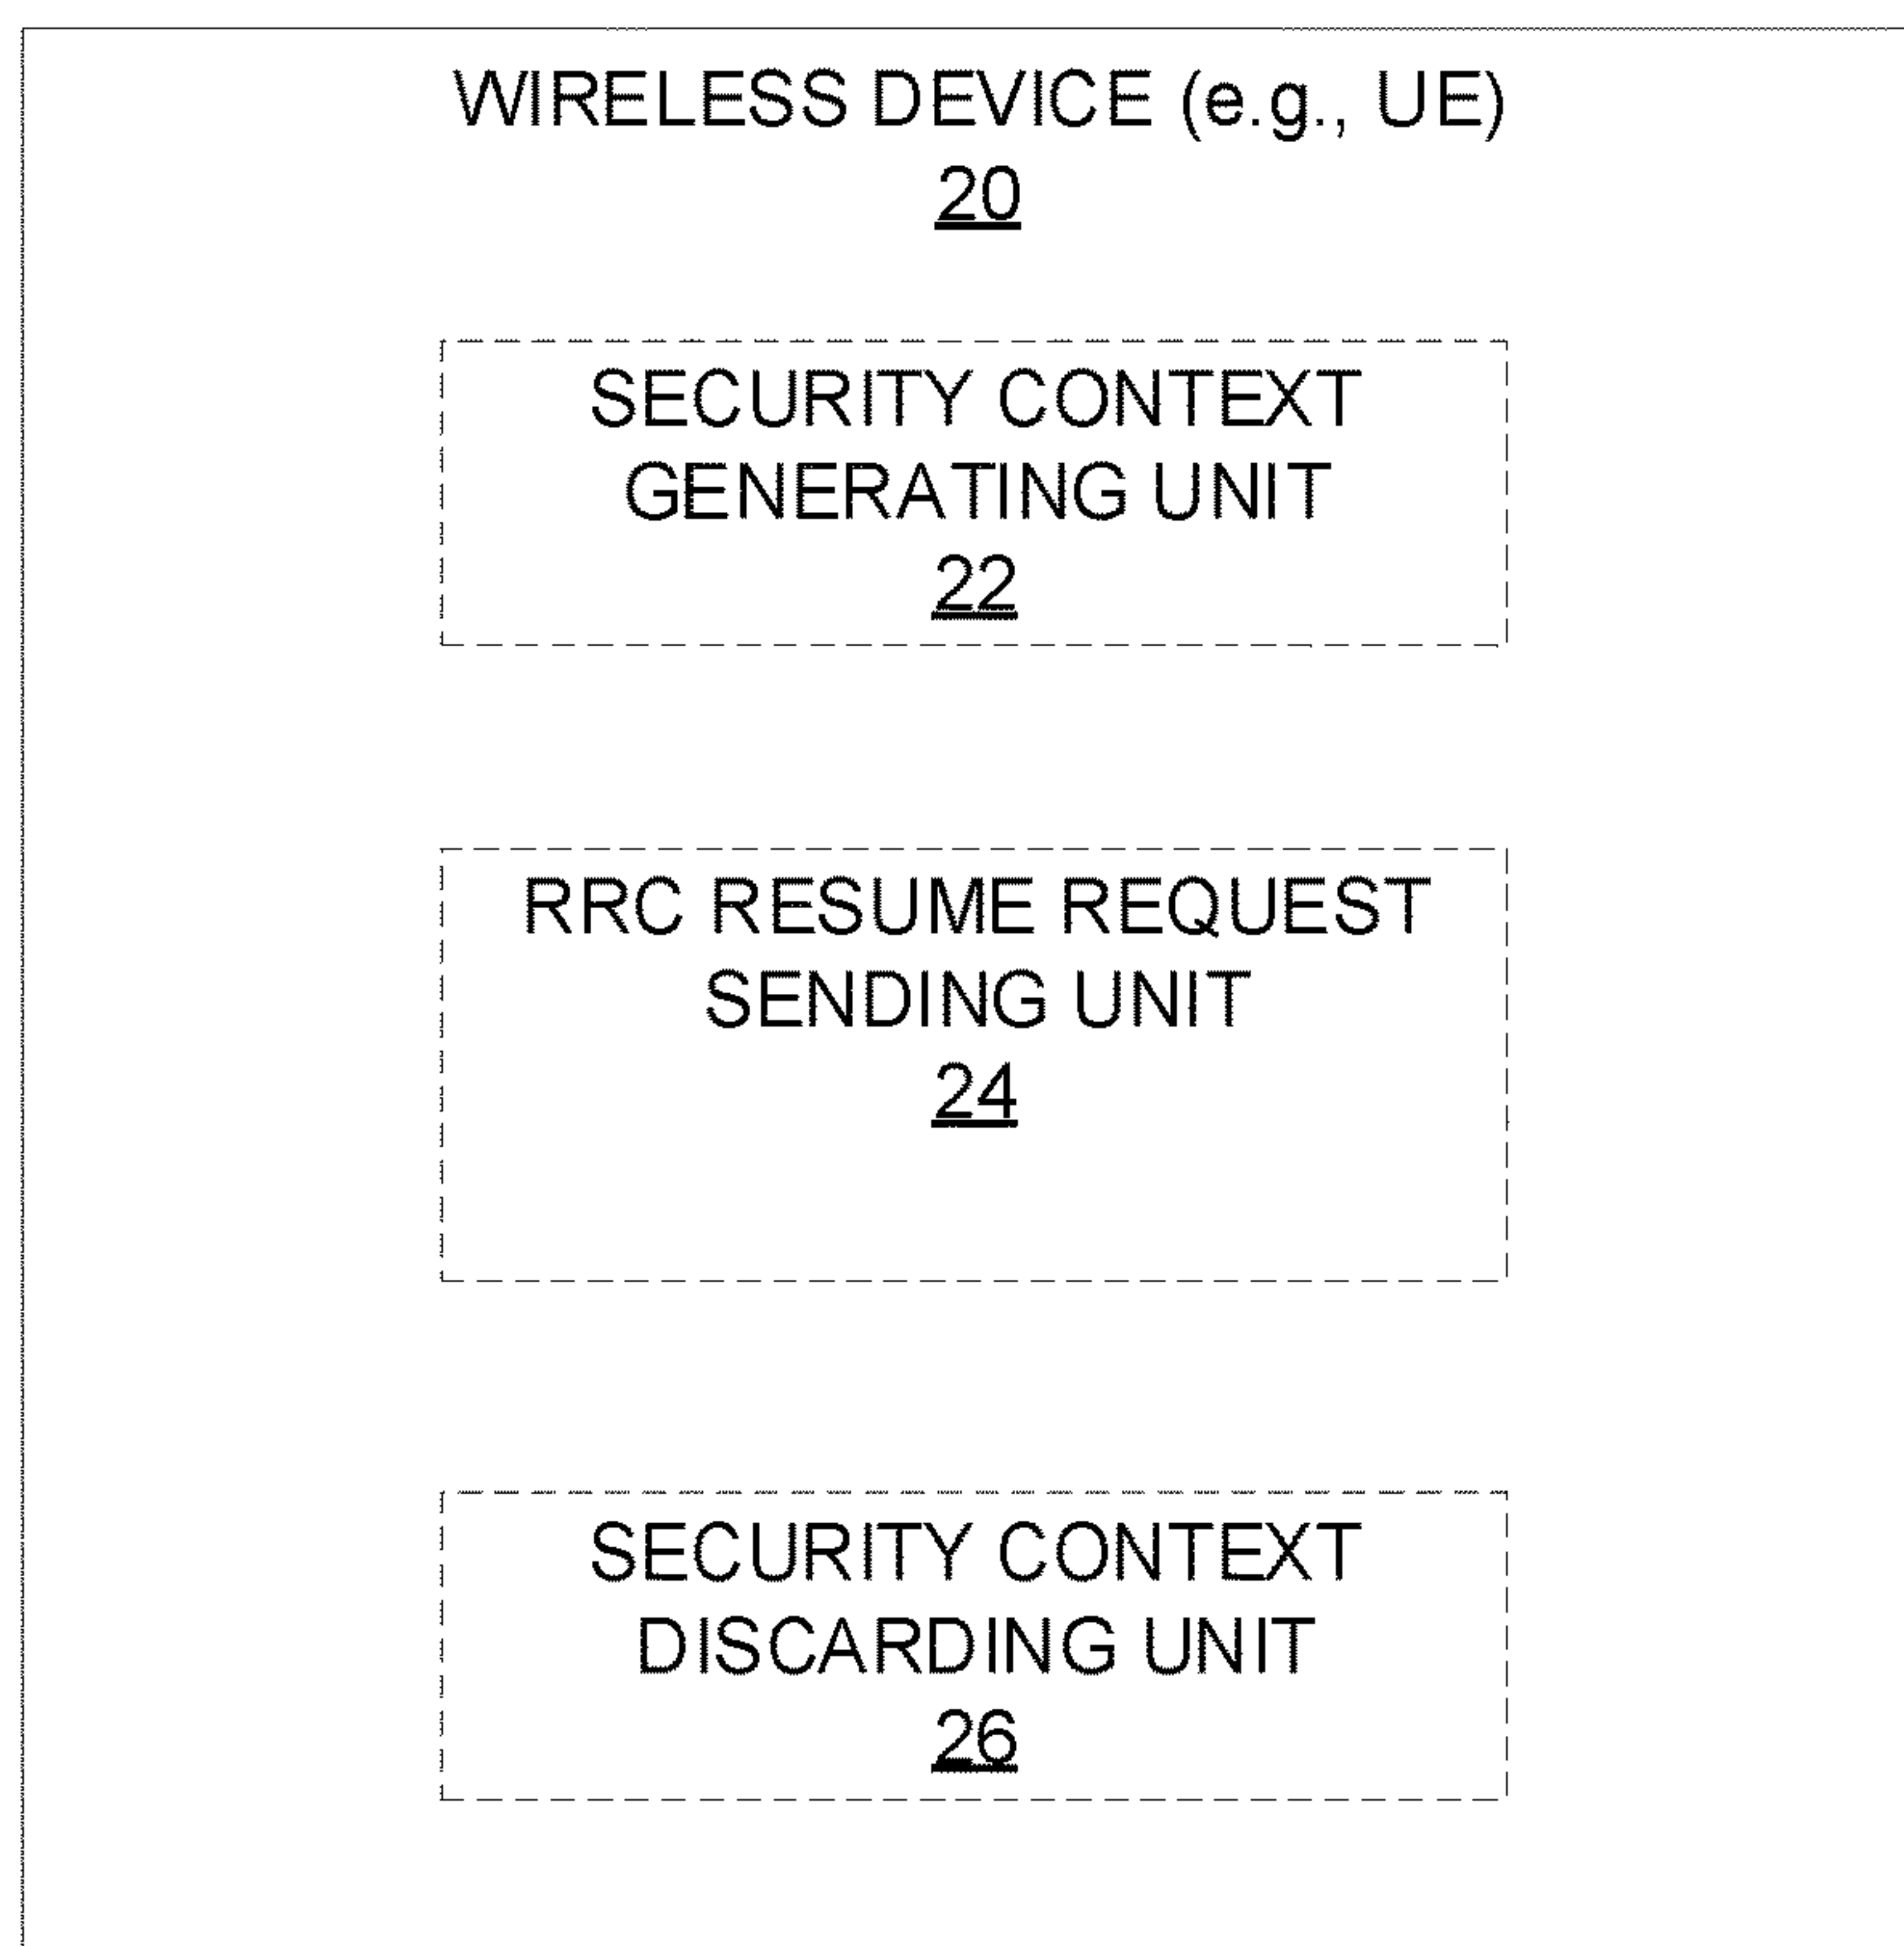 WIRELESS DEVICE (e.g., UE)
20
SECURITY CONTEXT
GENERATING UNIT
22
RRC RESUME REQUEST
SENDING UNIT
24
SECURITY CONTEXT
DISCARDING UNIT
26